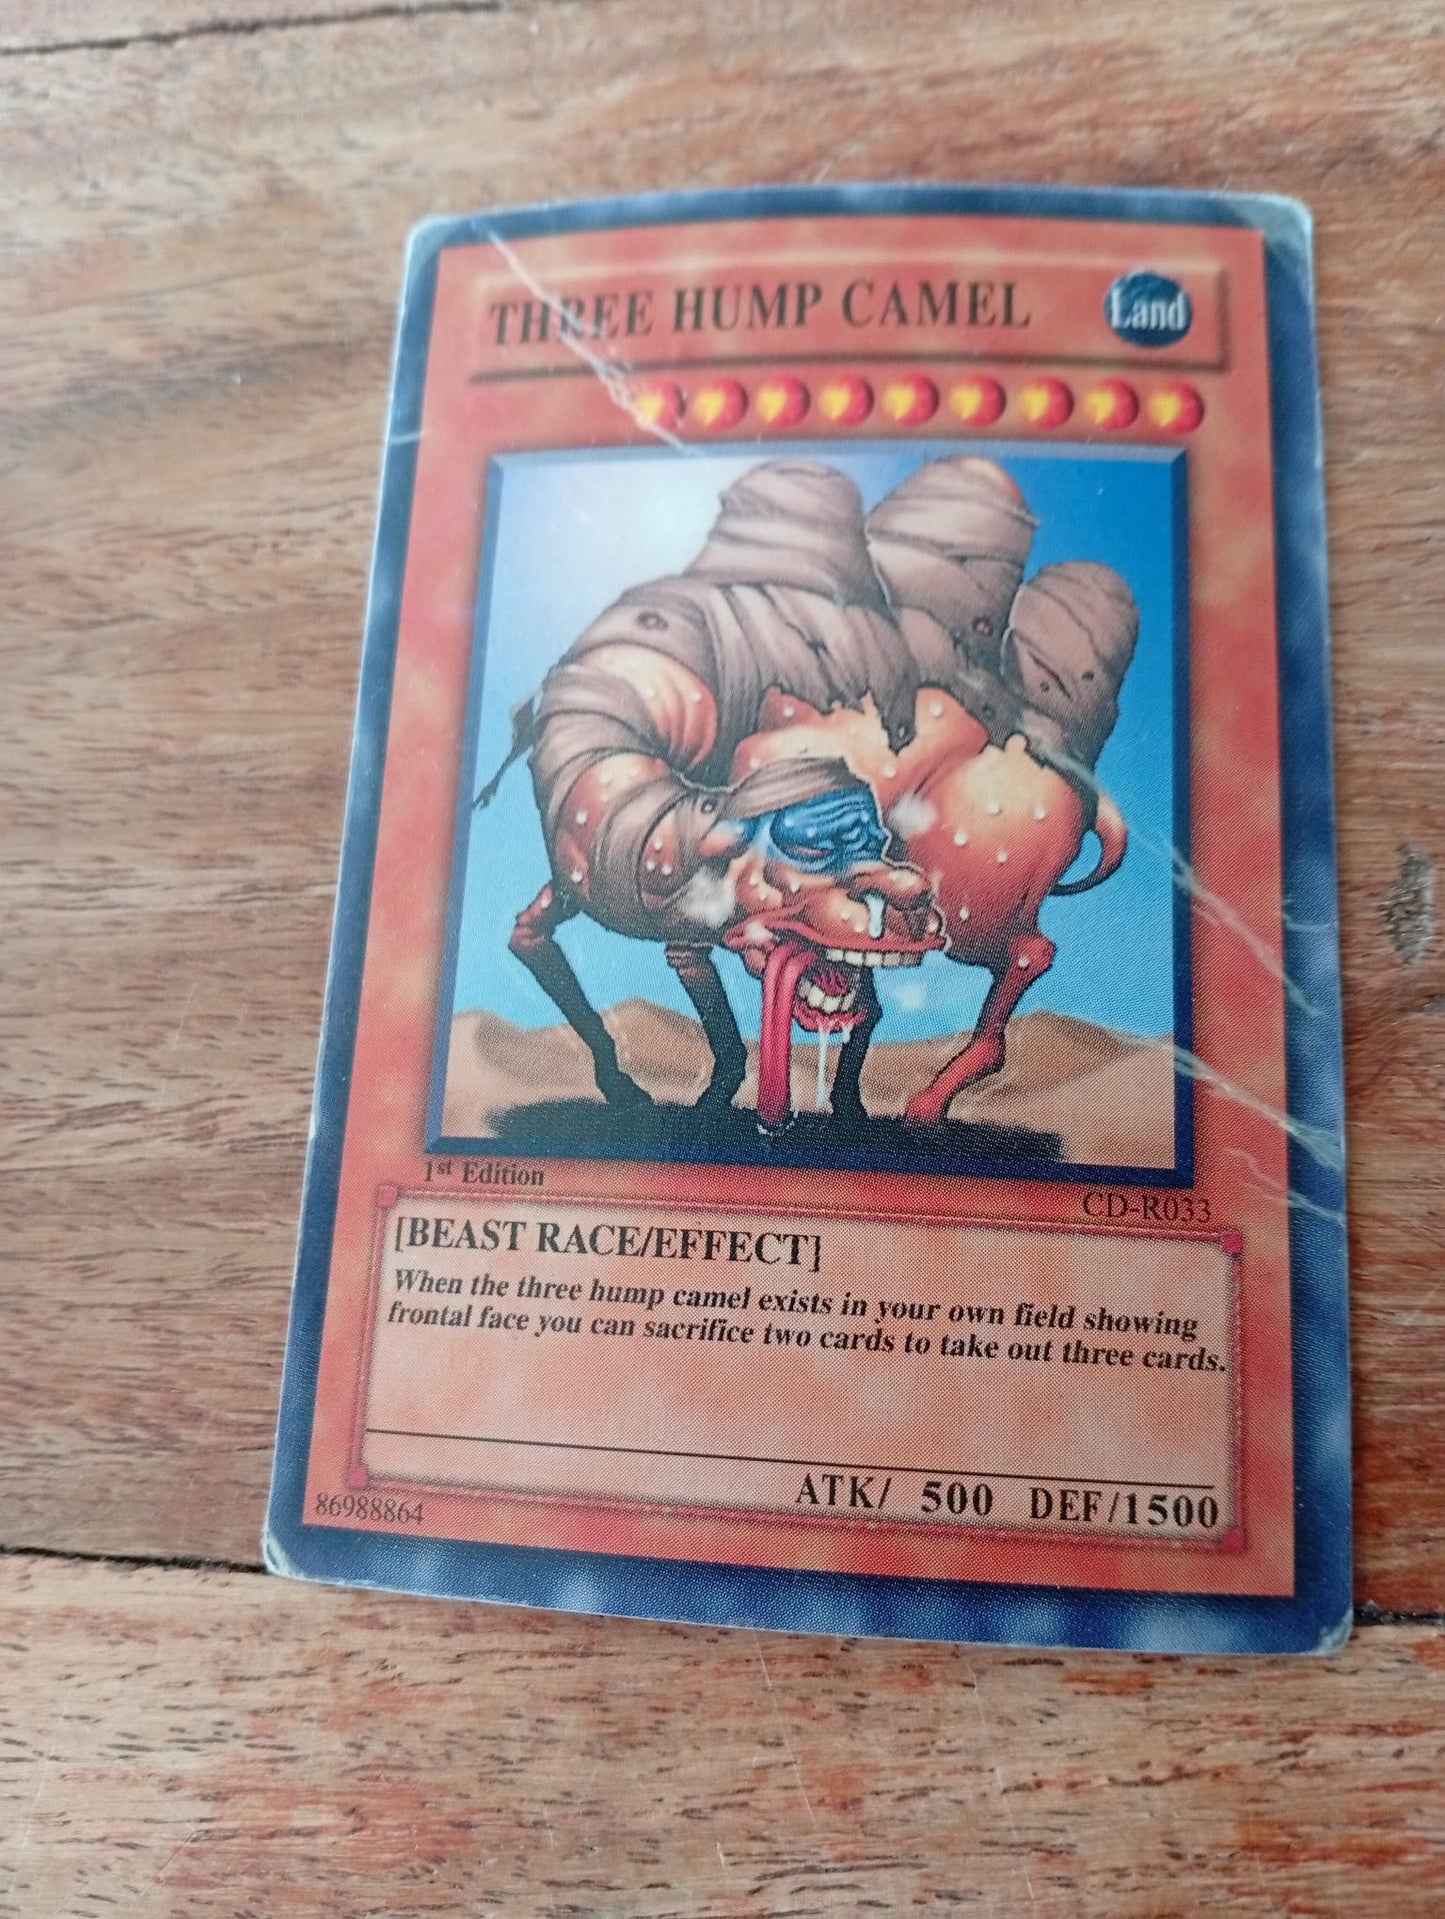 THREE HUMP CAMEL
Land
1st Edition
CD-R033
[BEAST RACE/EFFECT]
When the three hump camel exists in your own field showing
frontal face you can sacrifice two cards to take out three cards.
ATK/ 500 DEF/1500
86988864